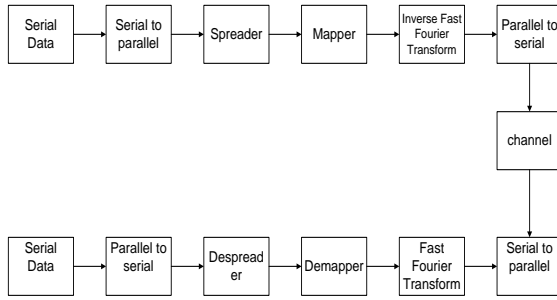 Serial
Data
Serial to
parallel
Spreader
Mapper
Inverse Fast
Fourier
Transform
Parallel to
serial
channel
Serial
Data
Parallel to
serial
Despread
er
Demapper
Fast
Fourier
Transform
Serial to
parallel